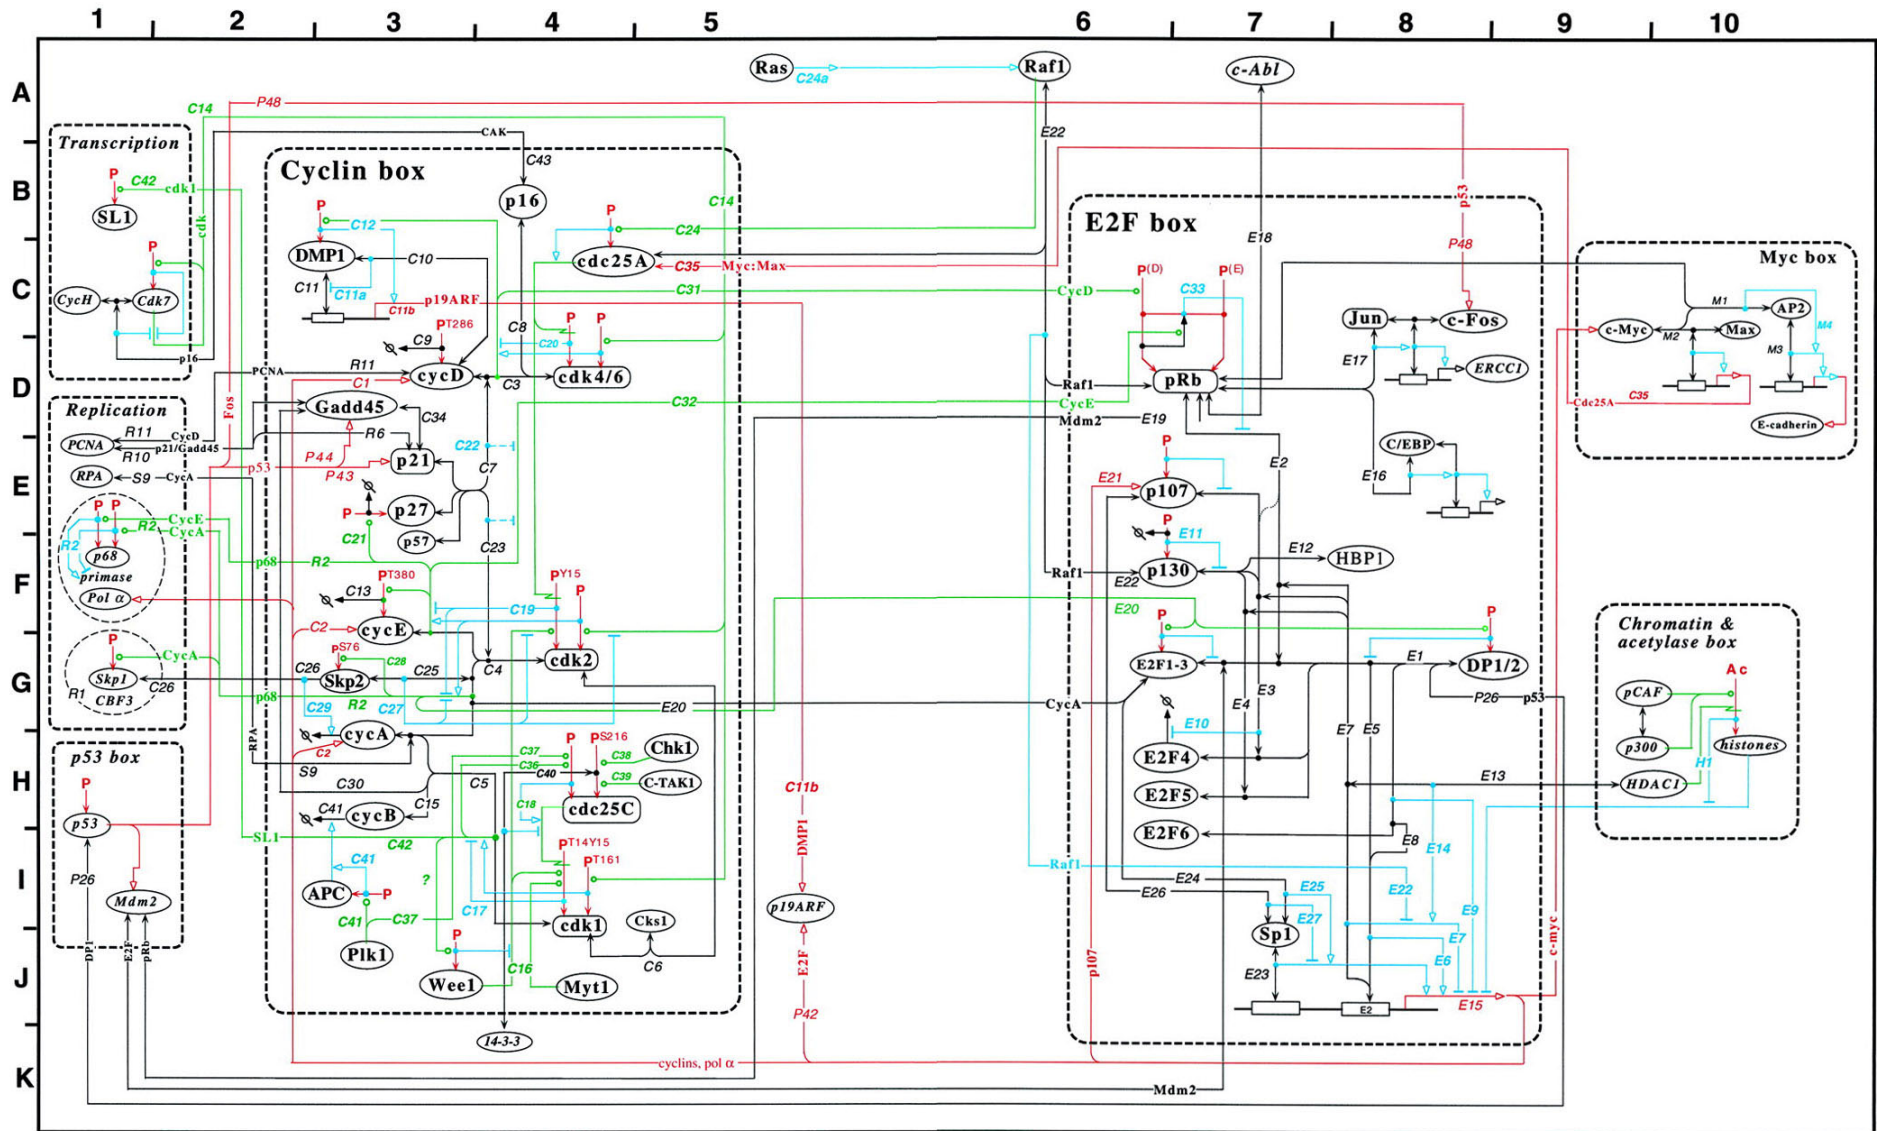 1 2 3 4 5 6 7 8 9 10
A
Ras
C24a
Raf1
c-Abl
P48
C14
CAK
E22
B
Transcription
P
C42
cdk1
SL1
cdk
P
CycH
Cdk7
p16
Cyclin box
C43
p16
C14
P
C12
DMP1
C10
C11
C11a
C11b
p19ARF
P
C24
cdc25A
C35
Myc:Max
C31
CycD
E2F box
E18
p53
P48
C
P(D)
P(E)
C33
Jun
c-Fos
E17
ERCC1
Myc box
M1
AP2
c-Myc
M2
Max
M3
M4
Cdc25A
C35
E-cadherin
D
PCNA
R11
C1
C9
PT286
cycD
C8
C3
P
P
C20
cdk4/6
Raf1
pRb
C32
CycE
Mdm2
E19
Fos
Gadd45
C34
R6
p21
C22
C7
Replication
PCNA
R11
CycD
p21/Gadd45
R10
RPA
S9
CycA
p53
P44
P43
E
P
p27
p57
C21
C23
P
E21
p107
E2
C/EBP
E16
P
P
CycE
R2
CycA
R2
p68
primase
Pol α
F
p68
R2
C13
PT380
cycE
C2
C19
PY15
P
cdk2
C4
Raf1
E22
P
E11
p130
E12
HBP1
E20
P
E2F1-3
P
E1
DP1/2
G
P
CycA
Skp1
R1
CBF3
C26
C26
PS76
C28
Skp2
C25
p68
R2
C27
C29
E20
CycA
E3
E4
E10
E7
E5
P26
p53
Chromatin &
acetylase box
Ac
pCAF
p300
histones
H1
HDAC1
H
p53 box
P
p53
P26
Mdm2
RPA
cycA
C2
S9
C30
C5
C15
cycB
C41
C37
C36
C40
P
PS216
C38
C39
Chk1
C-TAK1
C18
cdc25C
E2F4
E2F5
E2F6
E13
E8
E14
I
SL1
C42
C41
APC
P
C41
C37
Plk1
?
C17
PT14Y15
PT161
cdk1
Cks1
C6
C11b
DMP1
p19ARF
Raf1
E22
E24
E26
E25
E27
Sp1
E9
E7
E6
J
DP1
E2F
pRb
P
Wee1
C16
Myt1
E2F
P42
p107
E23
E2
E15
c-myc
14-3-3
K
cyclins, pol α
Mdm2